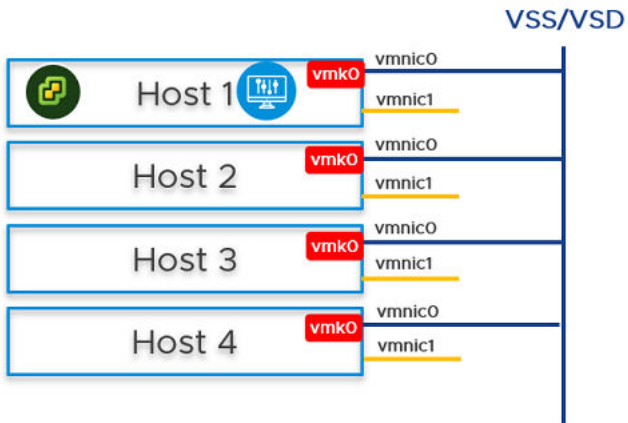 VSS/VSD
vmnic0
vmk0
Host 1
vmnic1
vmnic0
vmk0
Host 2
vmnic1
vmnic0
vmk0
Host 3
vmnic1
vmnic0
vmk0
Host 4
vmnic1